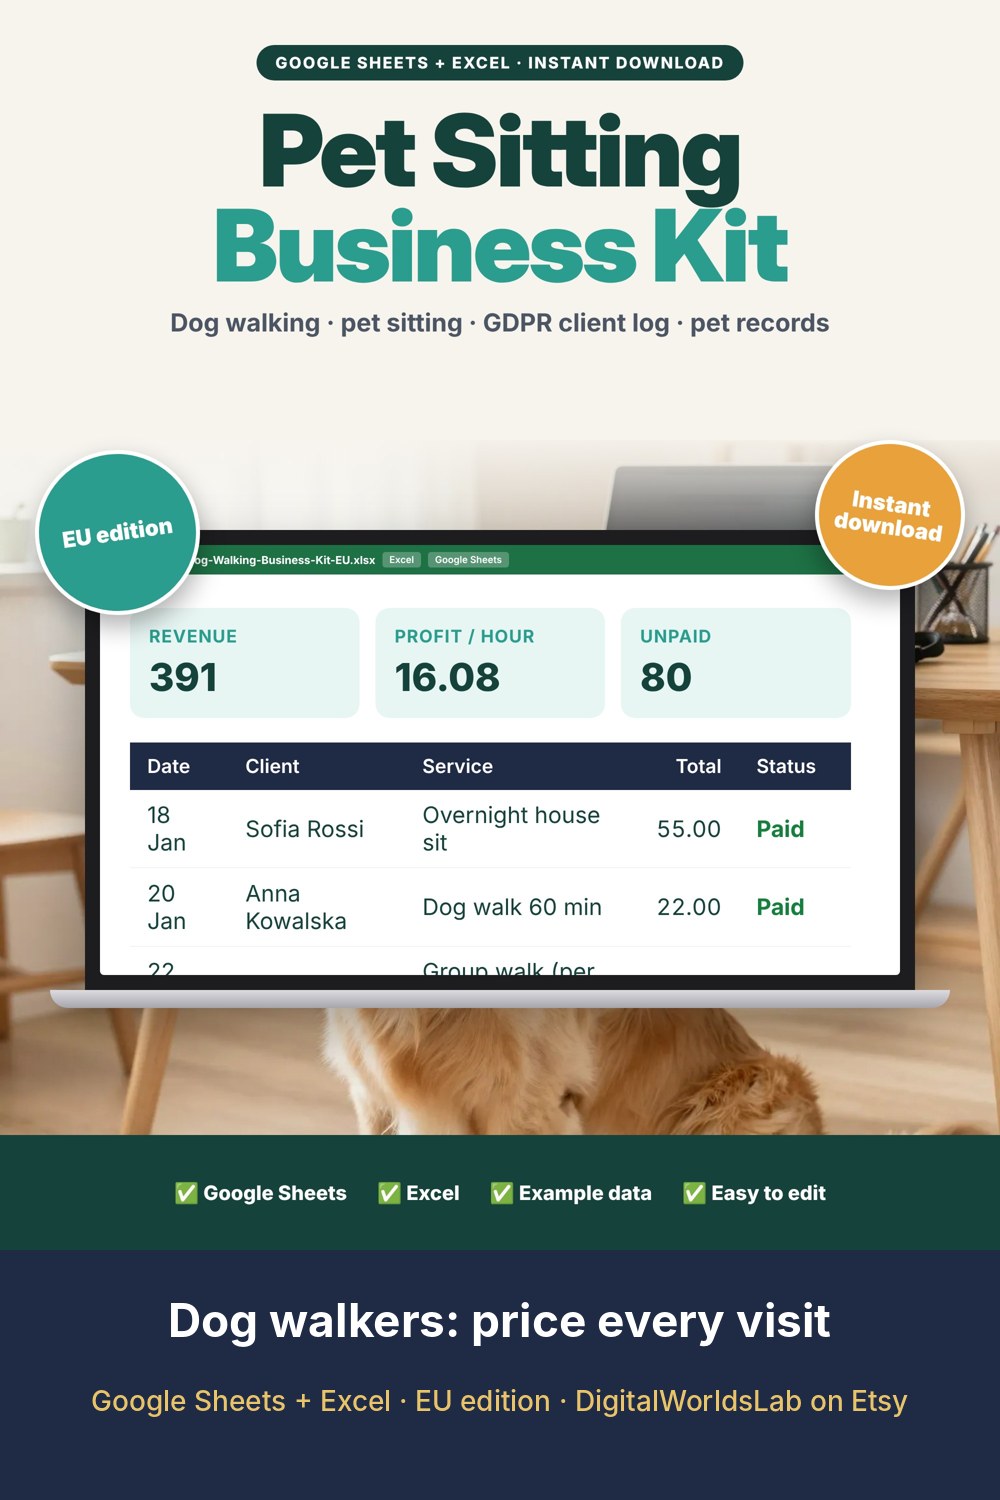 GOOGLE SHEETS + EXCEL · INSTANT DOWNLOAD
Pet Sitting
Business Kit
Dog walking · pet sitting · GDPR client log · pet records
EU edition
Instant
download
og-Walking-Business-Kit-EU.xlsx Excel Google Sheets
REVENUE PROFIT / HOUR UNPAID
391 16.08 80
Date Client Service Total Status
18 Jan Sofia Rossi Overnight house sit 55.00 Paid
20 Jan Anna Kowalska Dog walk 60 min 22.00 Paid
22 Group walk (per
✅ Google Sheets ✅ Excel ✅ Example data ✅ Easy to edit
Dog walkers: price every visit
Google Sheets + Excel · EU edition · DigitalWorldsLab on Etsy